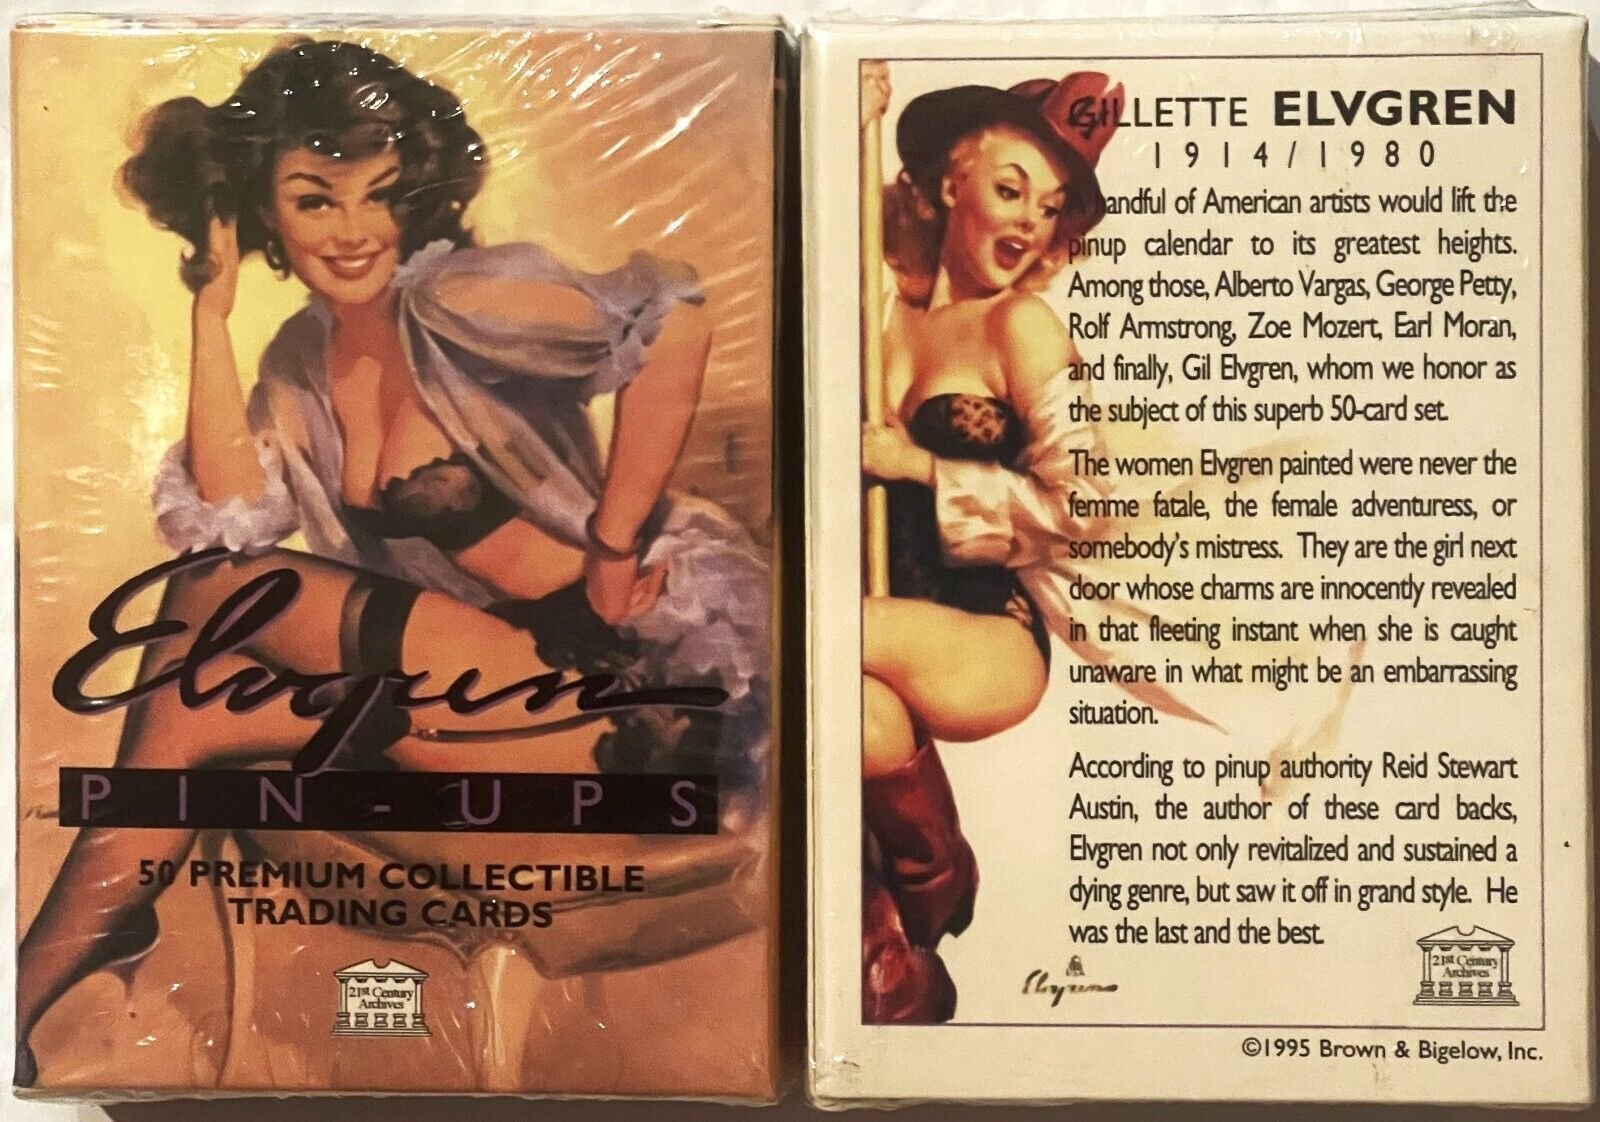 Elvgren
PIN-UPS
50 PREMIUM COLLECTIBLE
TRADING CARDS
21st Century
Archives
GILLETTE ELVGREN
1914/1980
A handful of American artists would lift the
pinup calendar to its greatest heights.
Among those, Alberto Vargas, George Petty,
Rolf Armstrong, Zoe Mozert, Earl Moran,
and finally, Gil Elvgren, whom we honor as
the subject of this superb 50-card set.
The women Elvgren painted were never the
femme fatale, the female adventuress, or
somebody's mistress. They are the girl next
door whose charms are innocently revealed
in that fleeting instant when she is caught
unaware in what might be an embarrassing
situation.
According to pinup authority Reid Stewart
Austin, the author of these card backs,
Elvgren not only revitalized and sustained a
dying genre, but saw it off in grand style. He
was the last and the best.
Elvgren
21st Century
Archives
©1995 Brown & Bigelow, Inc.